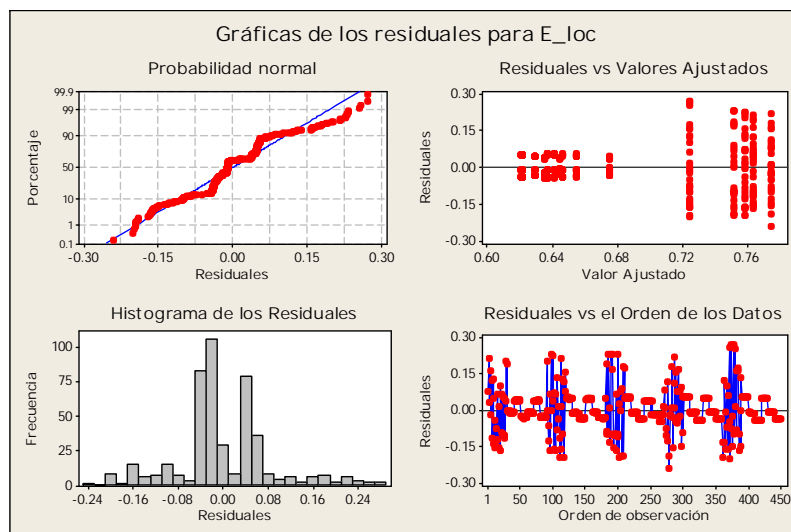 Gráficas de los residuales para E_loc
Probabilidad normal
Porcentaje
99.9
99
90
50
10
1
0.1
-0.30 -0.15 0.00 0.15 0.30
Residuales
Residuales vs Valores Ajustados
Residuales
0.30
0.15
0.00
-0.15
-0.30
0.60 0.64 0.68 0.72 0.76
Valor Ajustado
Histograma de los Residuales
Frecuencia
100
75
50
25
0
-0.24 -0.16 -0.08 0.00 0.08 0.16 0.24
Residuales
Residuales vs el Orden de los Datos
Residuales
0.30
0.15
0.00
-0.15
-0.30
1 50 100 150 200 250 300 350 400 450
Orden de observación